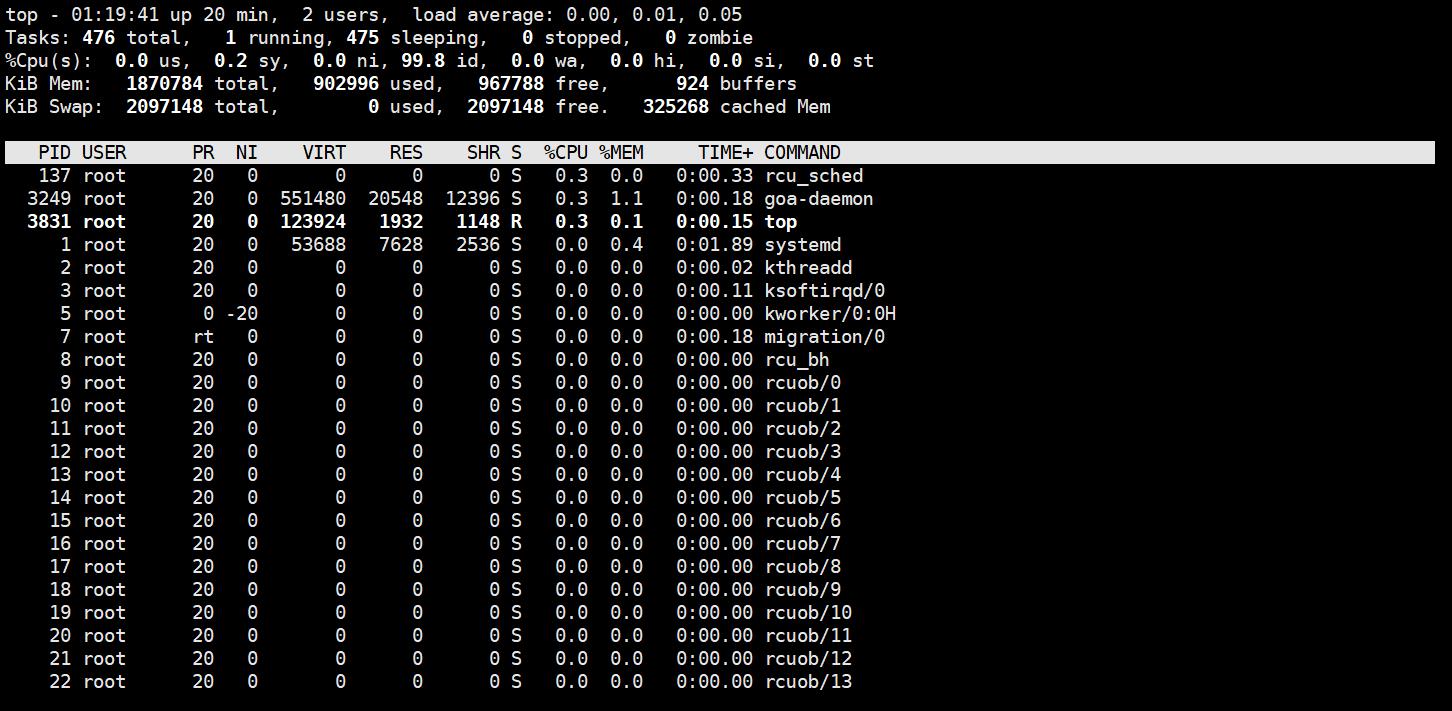 top - 01:19:41 up 20 min,  2 users,  load average: 0.00, 0.01, 0.05
Tasks: 476 total,   1 running, 475 sleeping,   0 stopped,   0 zombie
%Cpu(s):  0.0 us,  0.2 sy,  0.0 ni, 99.8 id,  0.0 wa,  0.0 hi,  0.0 si,  0.0 st
KiB Mem:   1870784 total,   902996 used,   967788 free,      924 buffers
KiB Swap:  2097148 total,        0 used,  2097148 free.   325268 cached Mem
   PID USER      PR  NI    VIRT    RES    SHR S  %CPU %MEM     TIME+ COMMAND
   137 root      20   0       0      0      0 S   0.3  0.0   0:00.33 rcu_sched
  3249 root      20   0  551480  20548  12396 S   0.3  1.1   0:00.18 goa-daemon
  3831 root      20   0  123924   1932   1148 R   0.3  0.1   0:00.15 top
     1 root      20   0   53688   7628   2536 S   0.0  0.4   0:01.89 systemd
     2 root      20   0       0      0      0 S   0.0  0.0   0:00.02 kthreadd
     3 root      20   0       0      0      0 S   0.0  0.0   0:00.11 ksoftirqd/0
     5 root       0 -20       0      0      0 S   0.0  0.0   0:00.00 kworker/0:0H
     7 root      rt   0       0      0      0 S   0.0  0.0   0:00.18 migration/0
     8 root      20   0       0      0      0 S   0.0  0.0   0:00.00 rcu_bh
     9 root      20   0       0      0      0 S   0.0  0.0   0:00.00 rcuob/0
    10 root      20   0       0      0      0 S   0.0  0.0   0:00.00 rcuob/1
    11 root      20   0       0      0      0 S   0.0  0.0   0:00.00 rcuob/2
    12 root      20   0       0      0      0 S   0.0  0.0   0:00.00 rcuob/3
    13 root      20   0       0      0      0 S   0.0  0.0   0:00.00 rcuob/4
    14 root      20   0       0      0      0 S   0.0  0.0   0:00.00 rcuob/5
    15 root      20   0       0      0      0 S   0.0  0.0   0:00.00 rcuob/6
    16 root      20   0       0      0      0 S   0.0  0.0   0:00.00 rcuob/7
    17 root      20   0       0      0      0 S   0.0  0.0   0:00.00 rcuob/8
    18 root      20   0       0      0      0 S   0.0  0.0   0:00.00 rcuob/9
    19 root      20   0       0      0      0 S   0.0  0.0   0:00.00 rcuob/10
    20 root      20   0       0      0      0 S   0.0  0.0   0:00.00 rcuob/11
    21 root      20   0       0      0      0 S   0.0  0.0   0:00.00 rcuob/12
    22 root      20   0       0      0      0 S   0.0  0.0   0:00.00 rcuob/13